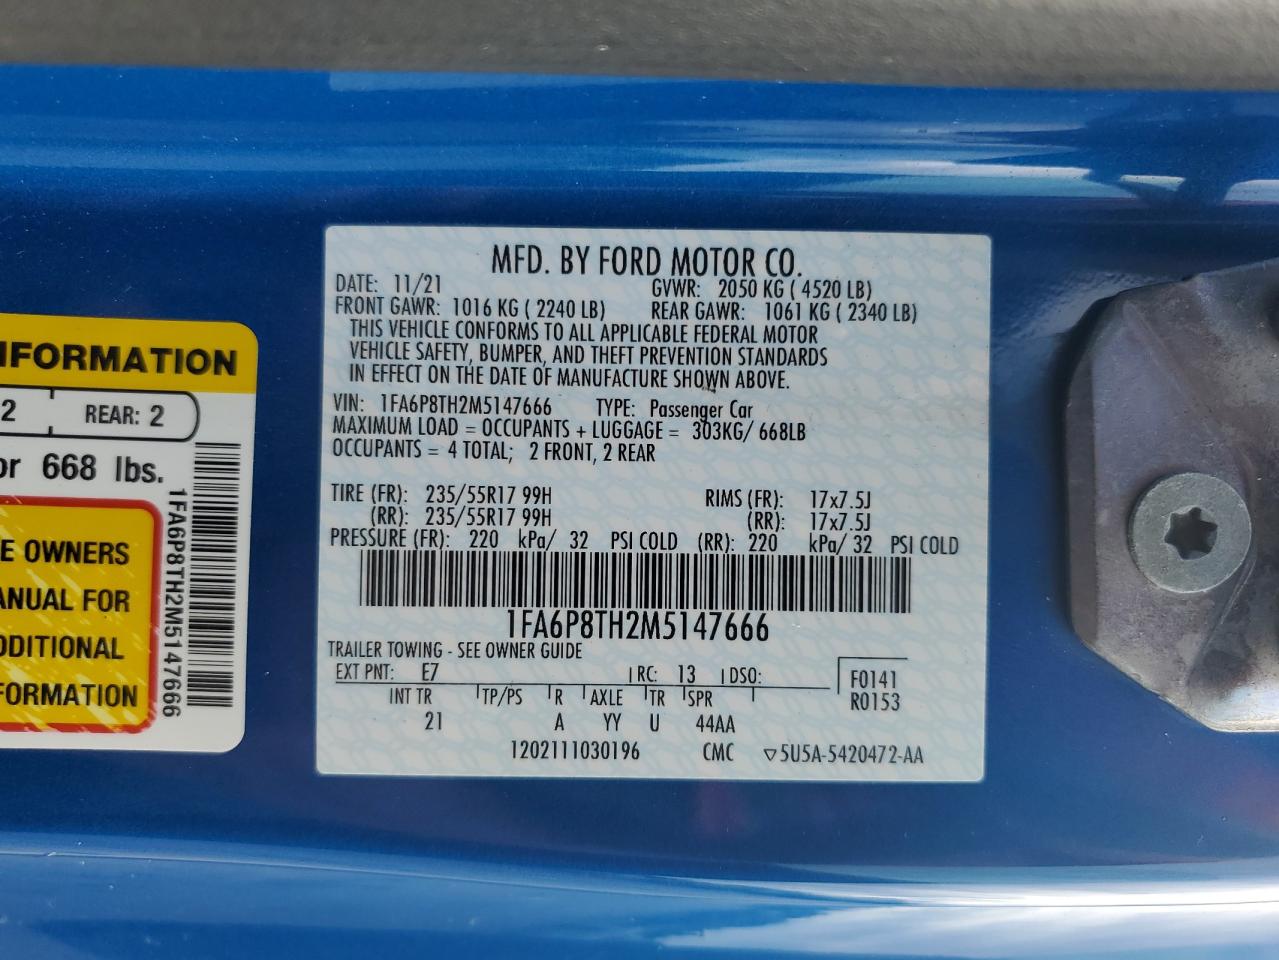 MFD. BY FORD MOTOR CO.
DATE: 11/21 GVWR: 2050 KG ( 4520 LB)
FRONT GAWR: 1016 KG ( 2240 LB) REAR GAWR: 1061 KG ( 2340 LB)
THIS VEHICLE CONFORMS TO ALL APPLICABLE FEDERAL MOTOR
VEHICLE SAFETY, BUMPER, AND THEFT PREVENTION STANDARDS
IN EFFECT ON THE DATE OF MANUFACTURE SHOWN ABOVE.
VIN: 1FA6P8TH2M5147666 TYPE: Passenger Car
MAXIMUM LOAD = OCCUPANTS + LUGGAGE = 303KG/ 668LB
OCCUPANTS = 4 TOTAL; 2 FRONT, 2 REAR
TIRE (FR): 235/55R17 99H RIMS (FR): 17x7.5J
(RR): 235/55R17 99H (RR): 17x7.5J
PRESSURE (FR): 220 kPa/ 32 PSI COLD (RR): 220 kPa/ 32 PSI COLD
1FA6P8TH2M5147666
TRAILER TOWING - SEE OWNER GUIDE
EXT PNT: E7 RC: 13 DSO: F0141
R0153
INT TR TP/PS R AXLE TR SPR
21 A YY U 44AA
1202111030196 CMC ▽5U5A-5420472-AA
NFORMATION
2 REAR: 2
or 668 lbs.
E OWNERS
ANUAL FOR
DDITIONAL
FORMATION
1FA6P8TH2M5147666